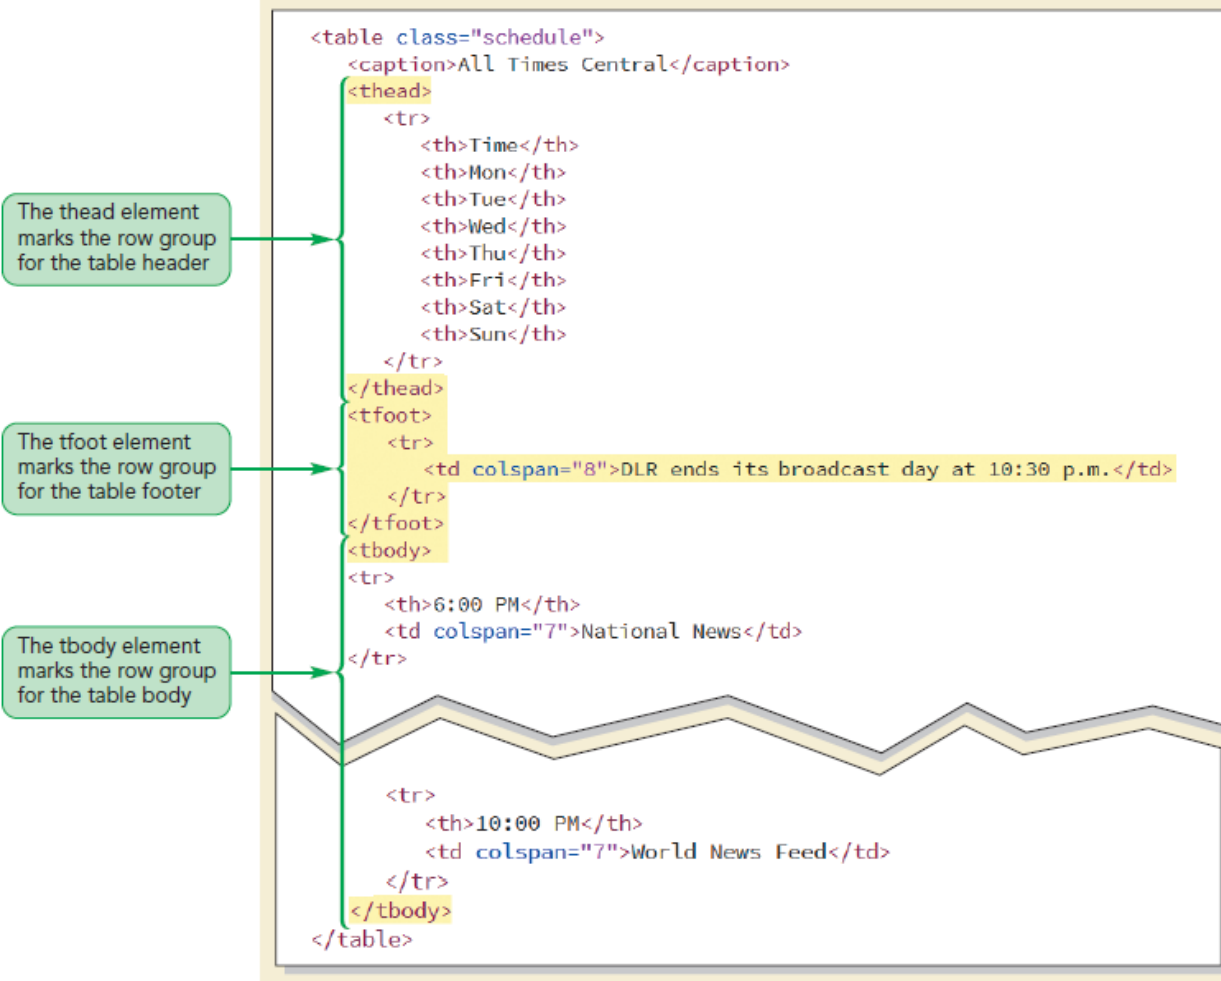 <table class="schedule">
<caption>All Times Central</caption>
<thead>
<tr>
<th>Time</th>
<th>Mon</th>
<th>Tue</th>
<th>Wed</th>
<th>Thu</th>
<th>Fri</th>
<th>Sat</th>
<th>Sun</th>
</tr>
</thead>
<tfoot>
<tr>
<td colspan="8">DLR ends its broadcast day at 10:30 p.m.</td>
</tr>
</tfoot>
<tbody>
<tr>
<th>6:00 PM</th>
<td colspan="7">National News</td>
</tr>
<tr>
<th>10:00 PM</th>
<td colspan="7">World News Feed</td>
</tr>
</tbody>
</table>
The thead element
marks the row group
for the table header
The tfoot element
marks the row group
for the table footer
The tbody element
marks the row group
for the table body